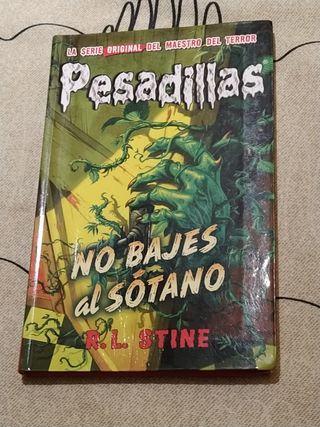 LA SERIE ORIGINAL DEL MAESTRO DEL TERROR
Pesadillas
NO BAJES
al SÓTANO
R.L. STINE